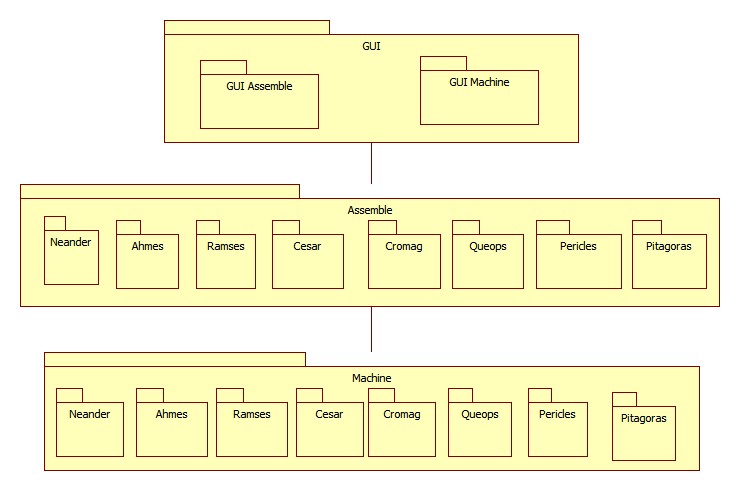 GUI
GUI Assemble
GUI Machine
Assemble
Neander
Ahmes
Ramses
Cesar
Cromag
Queops
Pericles
Pitagoras
Machine
Neander
Ahmes
Ramses
Cesar
Cromag
Queops
Pericles
Pitagoras